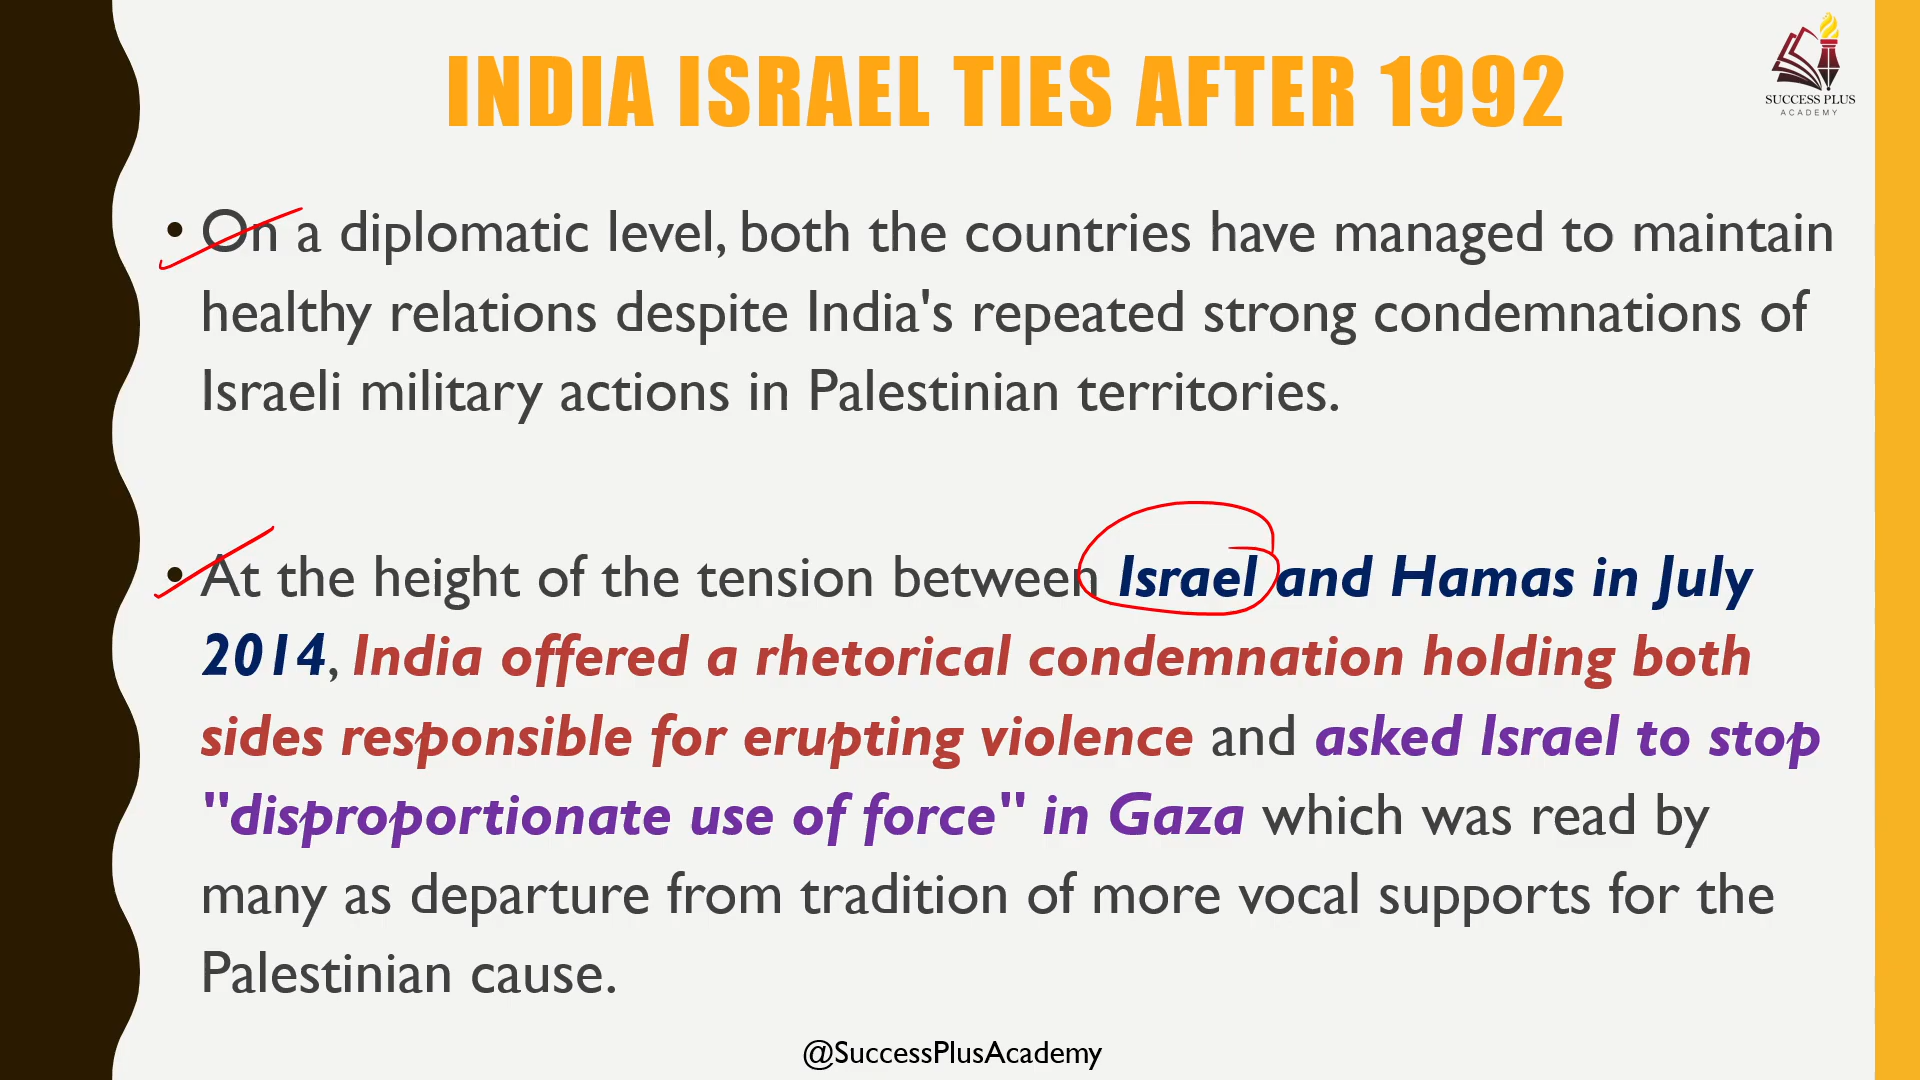 INDIA ISRAEL TIES AFTER 1992
SUCCESS PLUS
ACADEMY
• On a diplomatic level, both the countries have managed to maintain
healthy relations despite India's repeated strong condemnations of
Israeli military actions in Palestinian territories.
• At the height of the tension between Israel and Hamas in July
2014, India offered a rhetorical condemnation holding both
sides responsible for erupting violence and asked Israel to stop
"disproportionate use of force" in Gaza which was read by
many as departure from tradition of more vocal supports for the
Palestinian cause.
@SuccessPlusAcademy